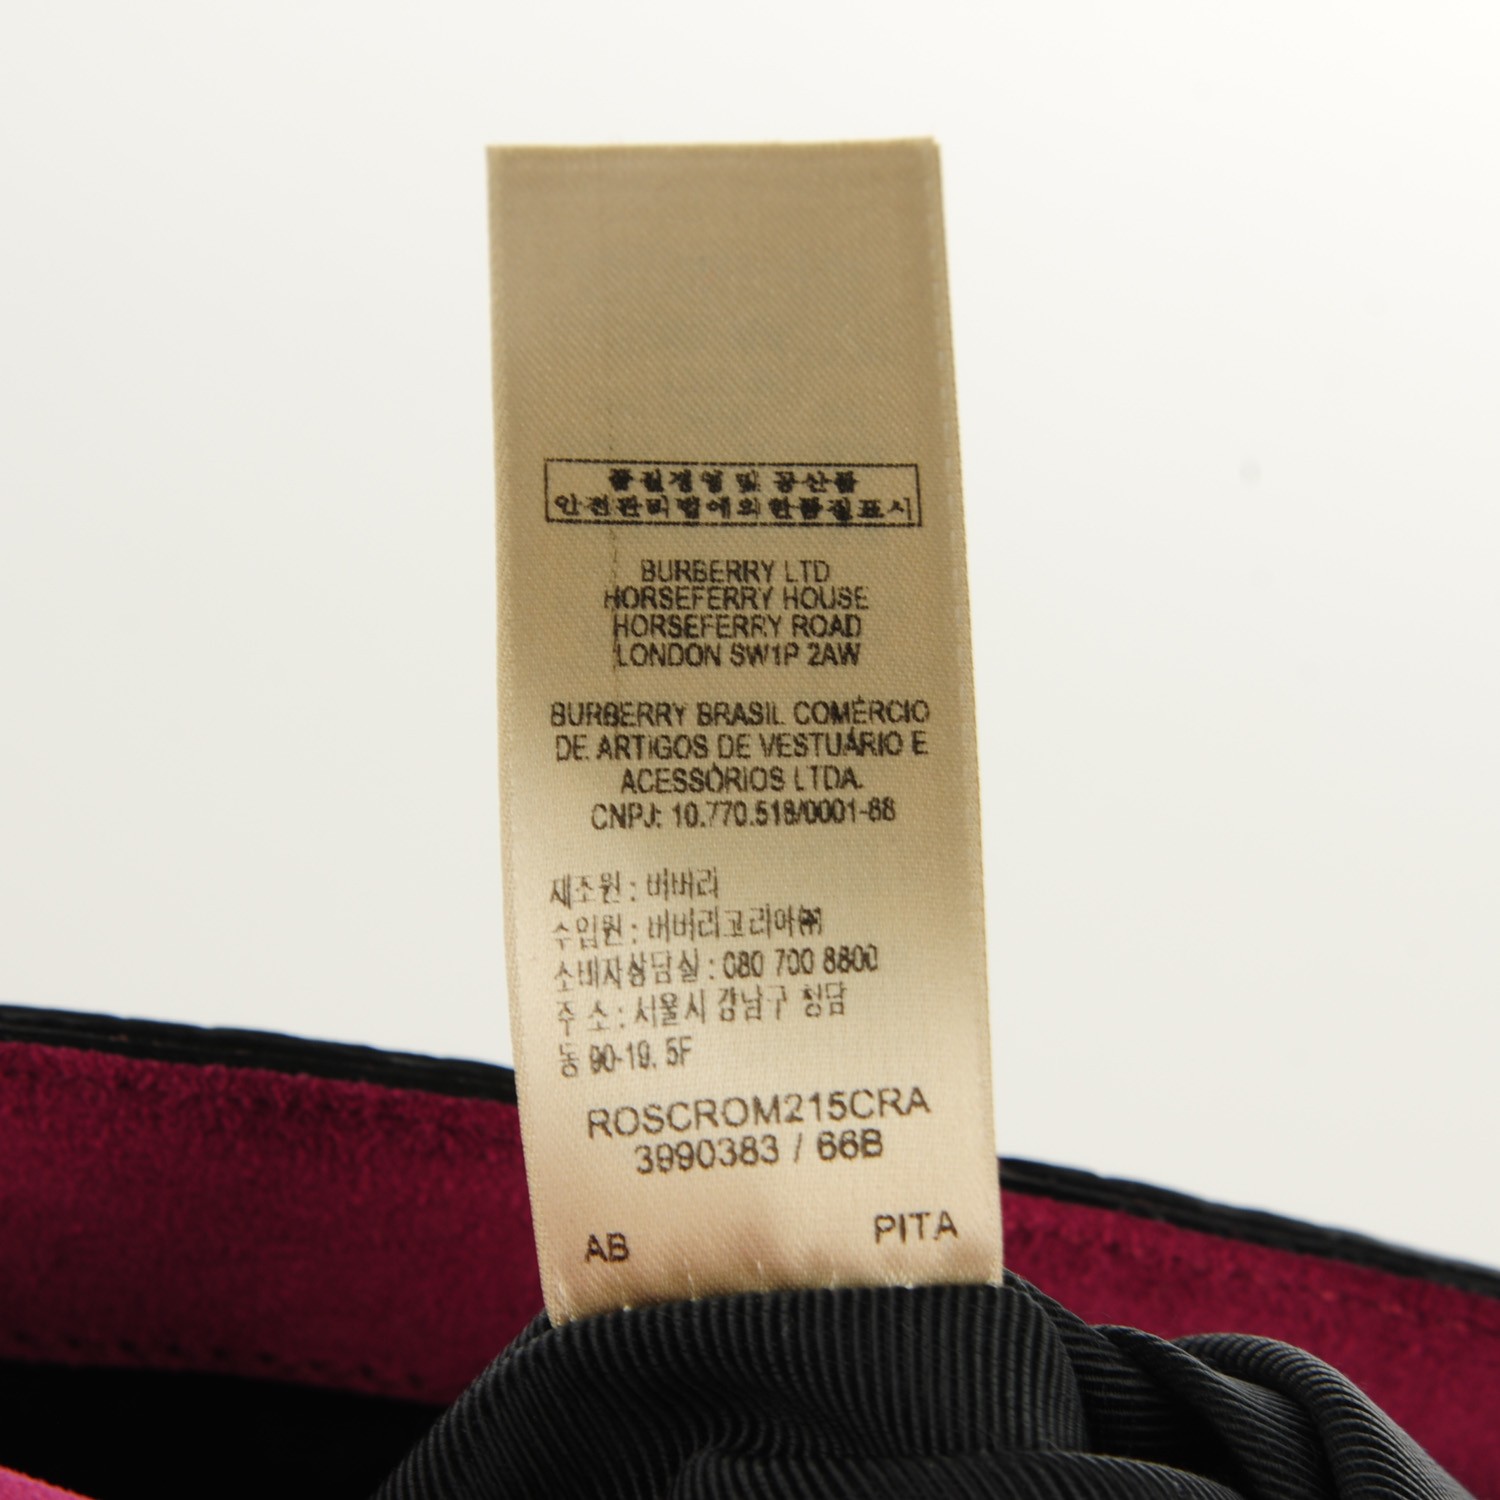 품질경영 및 공산품
안전관리법에의한품질표시
BURBERRY LTD
HORSEFERRY HOUSE
HORSEFERRY ROAD
LONDON SW1P 2AW
BURBERRY BRASIL COMÉRCIO
DE ARTIGOS DE VESTUÁRIO E
ACESSÓRIOS LTDA.
CNPJ: 10.770.518/0001-88
제조원 : 버버리
수입원 : 버버리코리아㈜
소비자상담실 : 080 700 8800
주 소 : 서울시 강남구 청담
동 90-19. 5F
ROSCROM215CRA
3990383 / 66B
AB PITA